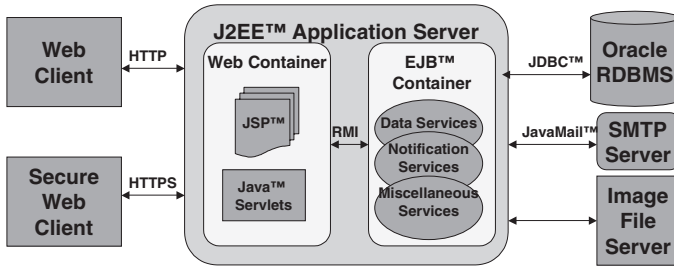 J2EE™ Application Server
Web
Client
HTTP
Secure
Web
Client
HTTPS
Web Container
JSP™
Java™
Servlets
RMI
EJB™
Container
Data Services
Notification
Services
Miscellaneous
Services
JDBC™
Oracle
RDBMS
JavaMail™
SMTP
Server
Image
File
Server